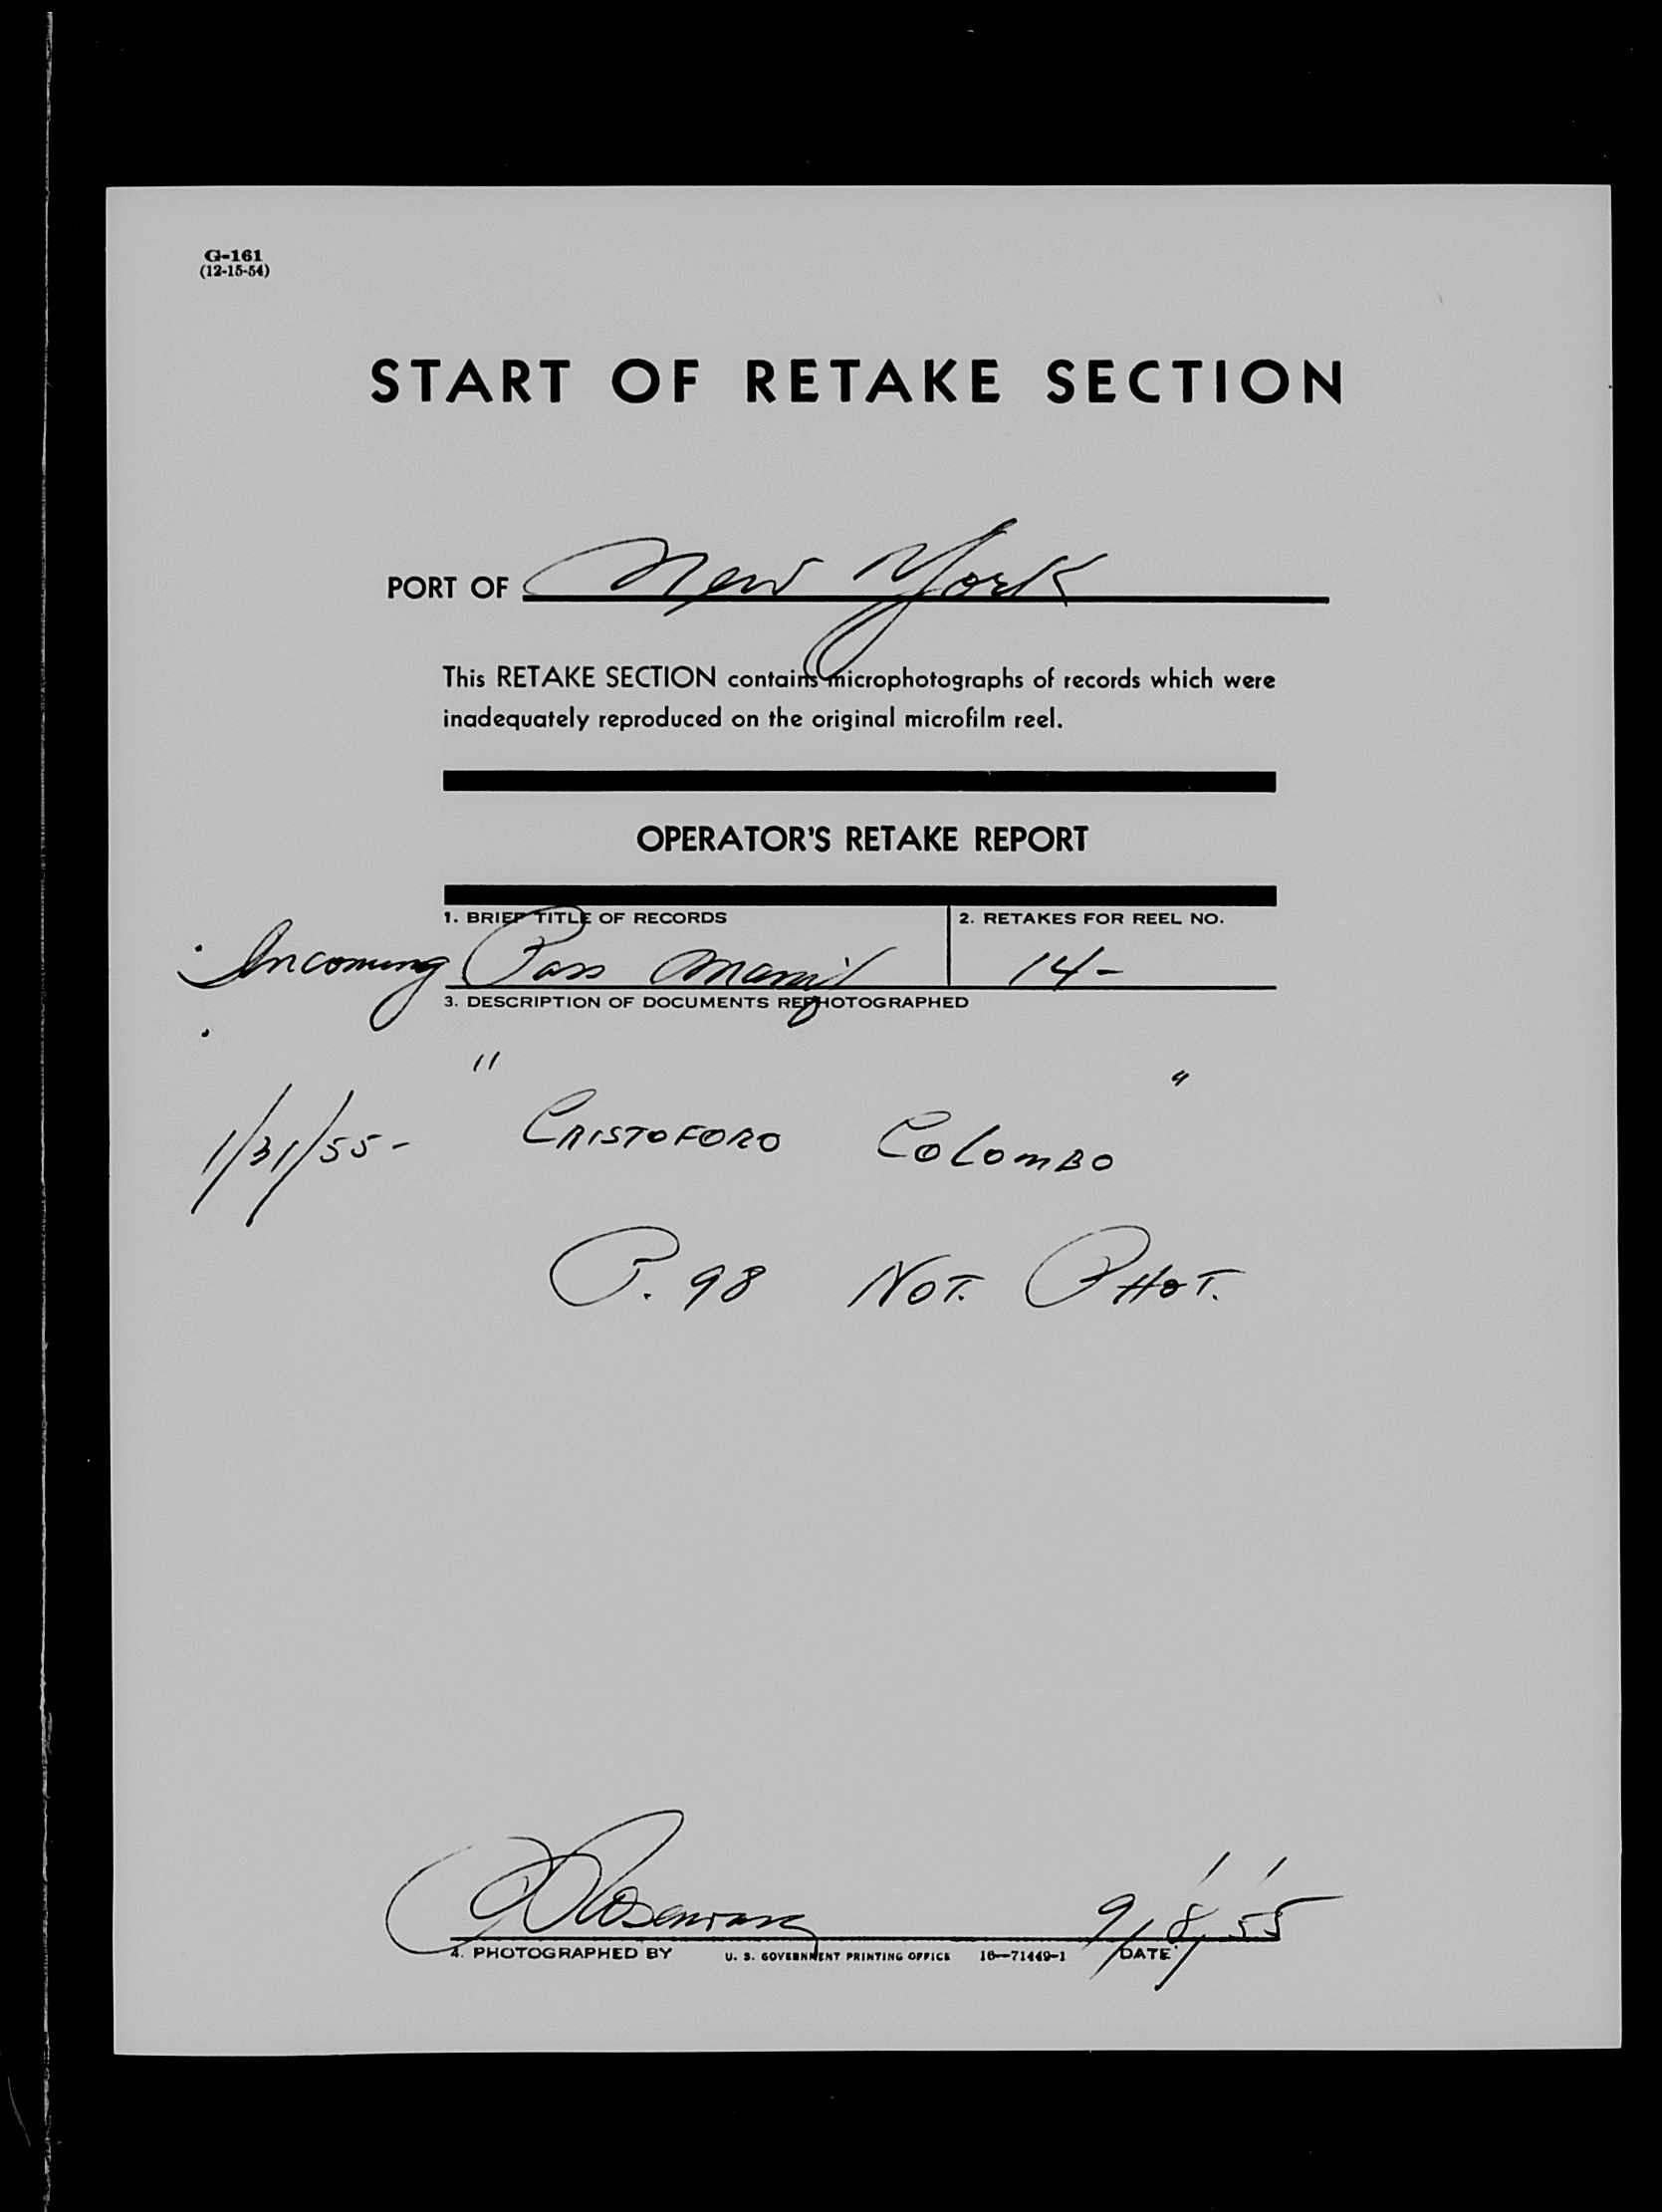 G-161
(12-15-54)
START OF RETAKE SECTION
PORT OF New York
This RETAKE SECTION contains microphotographs of records which were
inadequately reproduced on the original microfilm reel.
OPERATOR'S RETAKE REPORT
1. BRIEF TITLE OF RECORDS 2. RETAKES FOR REEL NO.
Incoming Pass Manif 14-
3. DESCRIPTION OF DOCUMENTS REPHOTOGRAPHED
1/31/55- "CRISTOFORO COLOMBO"
P. 98 NOT. PHOT.
9/8/55
4. PHOTOGRAPHED BY U. S. GOVERNMENT PRINTING OFFICE 16—71449-1 DATE